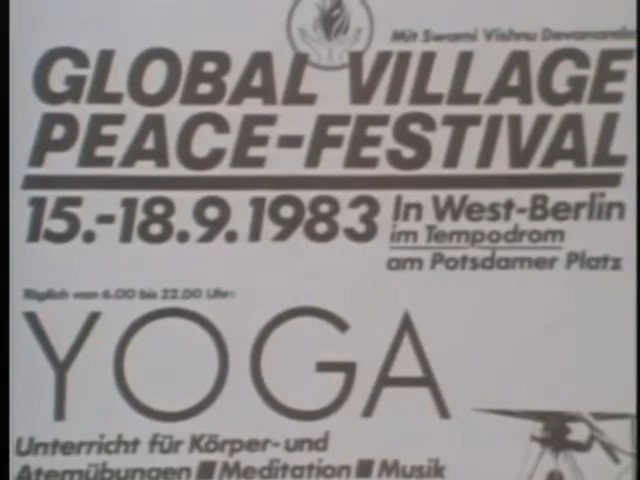 Mit Swami Vishnu Devananda
GLOBAL VILLAGE
PEACE-FESTIVAL
15.-18.9.1983
In West-Berlin
im Tempodrom
am Potsdamer Platz
Täglich von 6.00 bis 22.00 Uhr:
YOGA
Unterricht für Körper- und
Atemübungen ■ Meditation ■ Musik